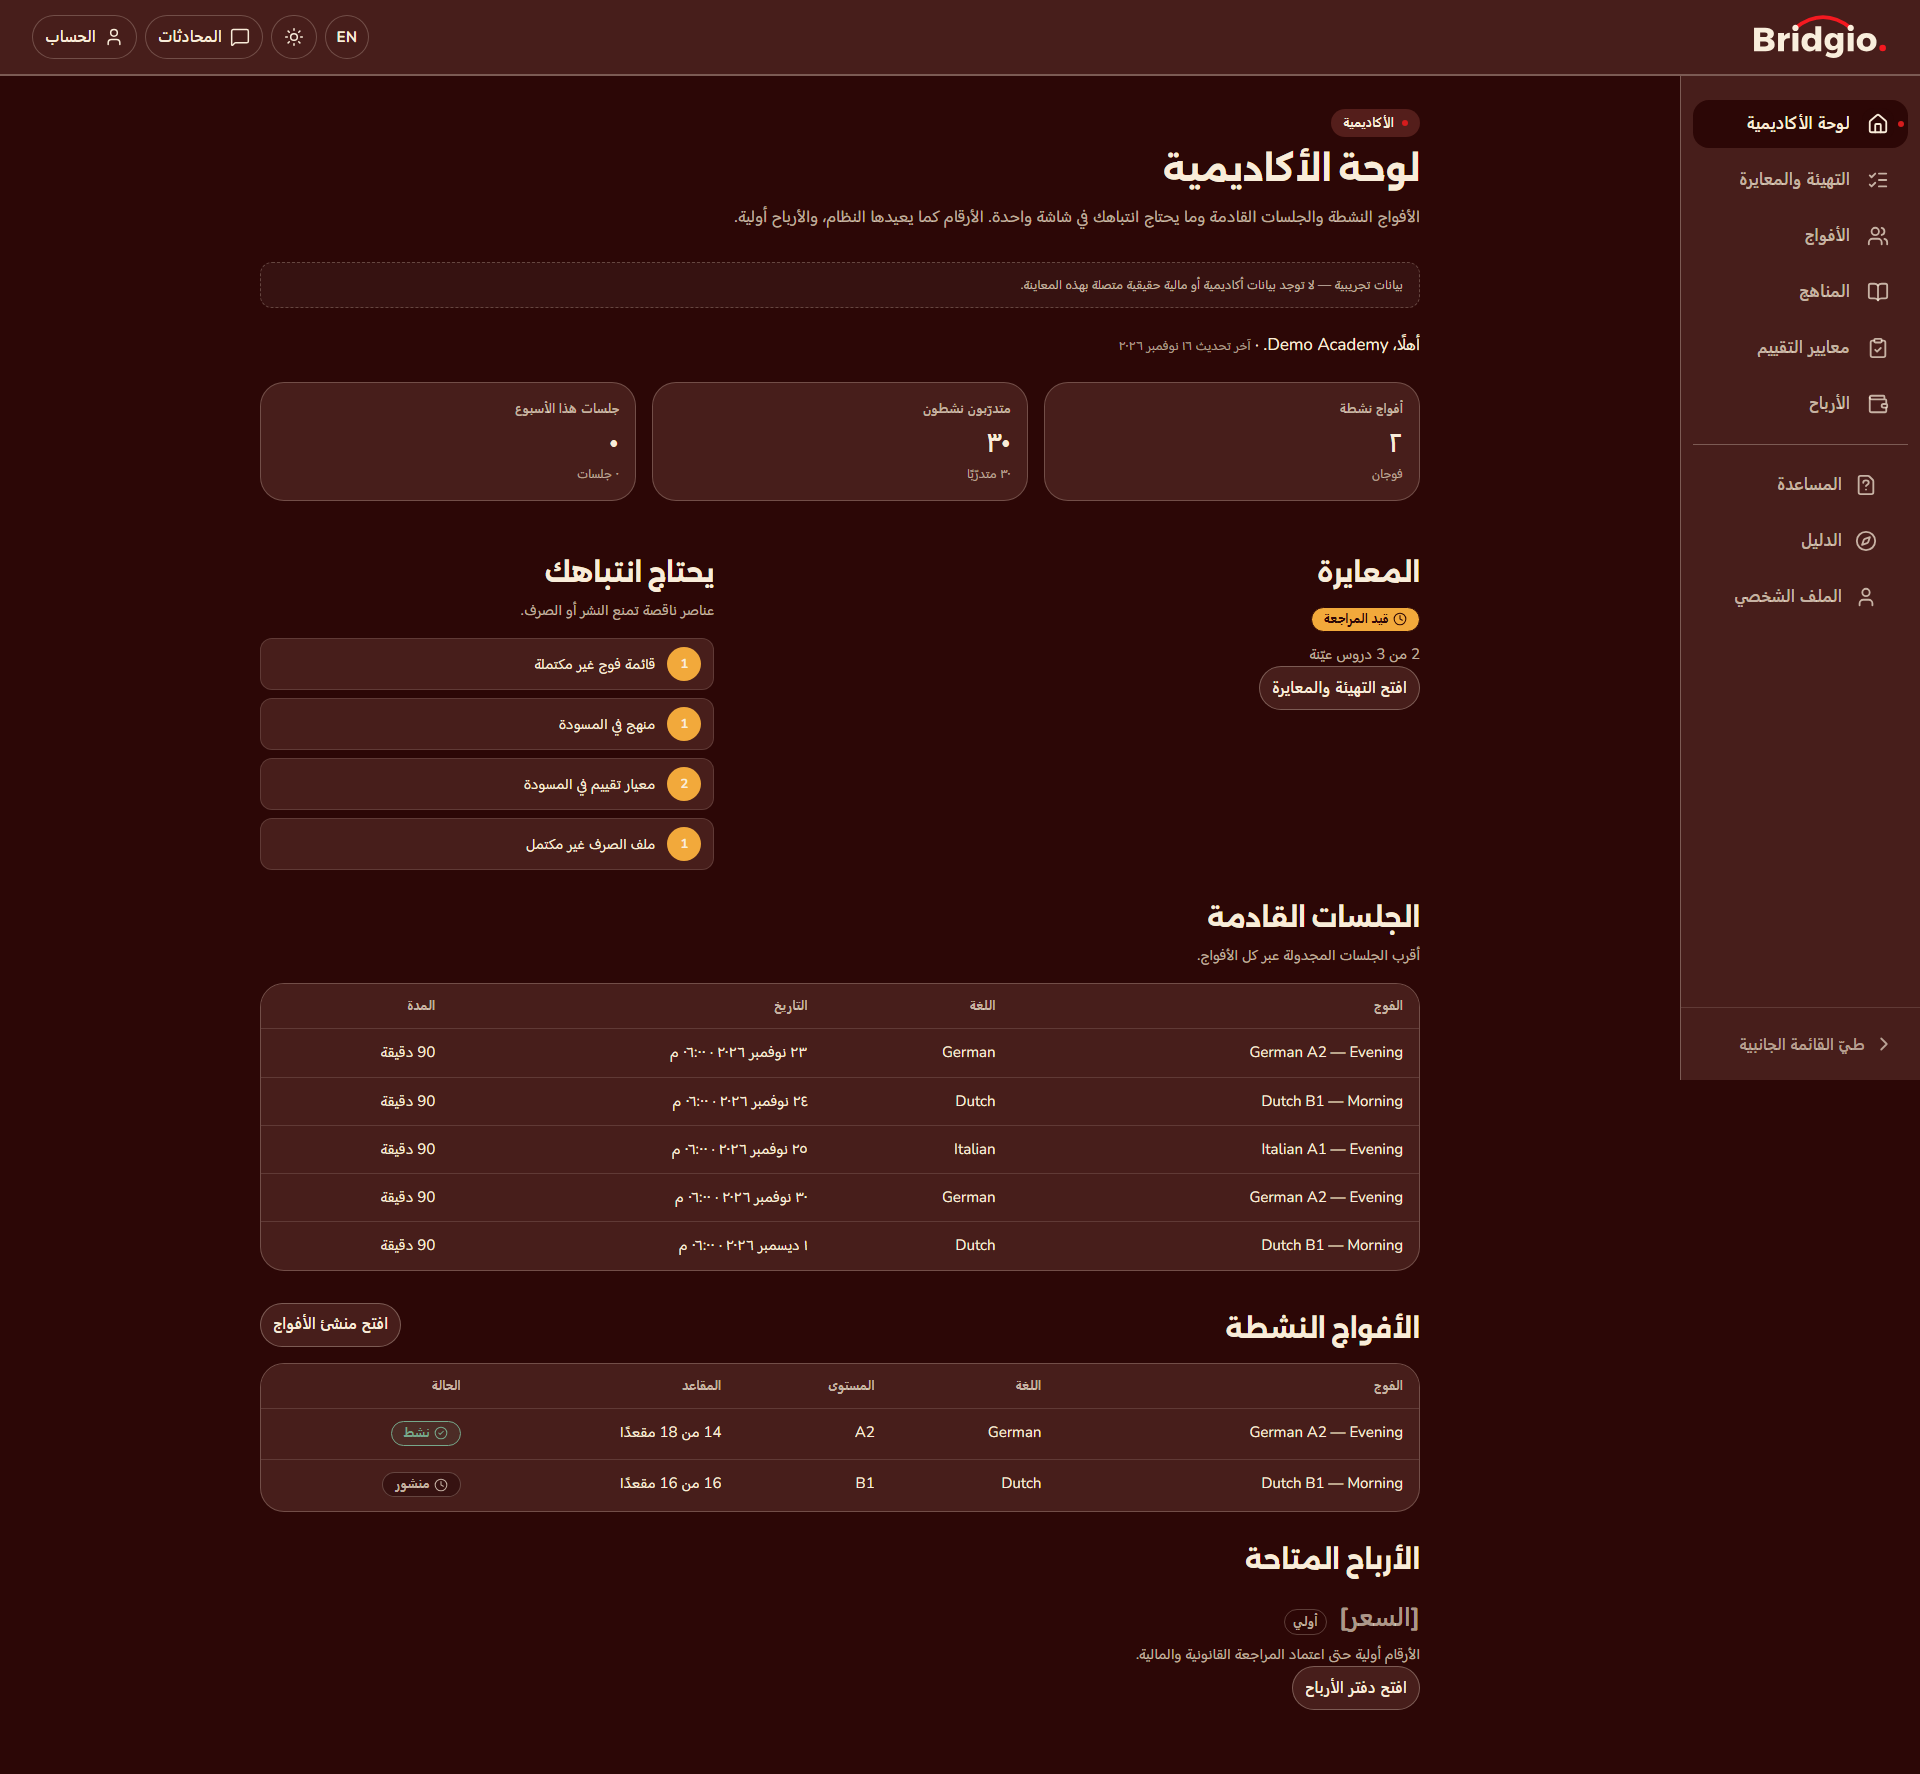 Bridgio.
EN
المحادثات
الحساب
لوحة الأكاديمية
التهيئة والمعايرة
الأفواج
المناهج
معايير التقييم
الأرباح
المساعدة
الدليل
الملف الشخصي
طيّ القائمة الجانبية
الأكاديمية
لوحة الأكاديمية
الأفواج النشطة والجلسات القادمة وما يحتاج انتباهك في شاشة واحدة. الأرقام كما يعيدها النظام، والأرباح أولية.
بيانات تجريبية — لا توجد بيانات أكاديمية أو مالية حقيقية متصلة بهذه المعاينة.
أهلًا، Demo Academy. · آخر تحديث ١٦ نوفمبر ٢٠٢٦
أفواج نشطة
٢
فوجان
متدرّبون نشطون
٣٠
٣٠ متدرّبًا
جلسات هذا الأسبوع
٠
٠ جلسات
المعايرة
قيد المراجعة
2 من 3 دروس عيّنة
افتح التهيئة والمعايرة
يحتاج انتباهك
عناصر ناقصة تمنع النشر أو الصرف.
1 قائمة فوج غير مكتملة
1 منهج في المسودة
2 معيار تقييم في المسودة
1 ملف الصرف غير مكتمل
الجلسات القادمة
أقرب الجلسات المجدولة عبر كل الأفواج.
الفوج اللغة التاريخ المدة
German A2 — Evening German ٢٣ نوفمبر ٢٠٢٦ · ٠٦:٠٠ م 90 دقيقة
Dutch B1 — Morning Dutch ٢٤ نوفمبر ٢٠٢٦ · ٠٦:٠٠ م 90 دقيقة
Italian A1 — Evening Italian ٢٥ نوفمبر ٢٠٢٦ · ٠٦:٠٠ م 90 دقيقة
German A2 — Evening German ٣٠ نوفمبر ٢٠٢٦ · ٠٦:٠٠ م 90 دقيقة
Dutch B1 — Morning Dutch ١ ديسمبر ٢٠٢٦ · ٠٦:٠٠ م 90 دقيقة
الأفواج النشطة
افتح منشئ الأفواج
الفوج اللغة المستوى المقاعد الحالة
German A2 — Evening German A2 14 من 18 مقعدًا نشط
Dutch B1 — Morning Dutch B1 16 من 16 مقعدًا منشور
الأرباح المتاحة
[السعر] أولي
الأرقام أولية حتى اعتماد المراجعة القانونية والمالية.
افتح دفتر الأرباح